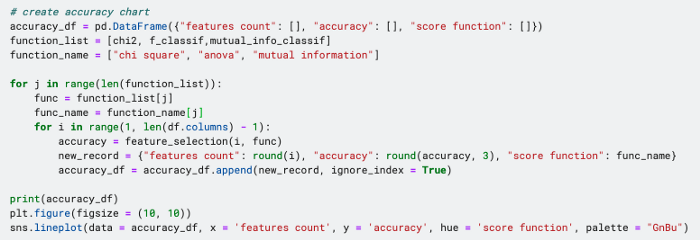 # create accuracy chart
accuracy_df = pd.DataFrame({"features count": [], "accuracy": [], "score function": []})
function_list = [chi2, f_classif,mutual_info_classif]
function_name = ["chi square", "anova", "mutual information"]

for j in range(len(function_list)):
    func = function_list[j]
    func_name = function_name[j]
    for i in range(1, len(df.columns) - 1):
        accuracy = feature_selection(i, func)
        new_record = {"features count": round(i), "accuracy": round(accuracy, 3), "score function": func_name}
        accuracy_df = accuracy_df.append(new_record, ignore_index = True)

print(accuracy_df)
plt.figure(figsize = (10, 10))
sns.lineplot(data = accuracy_df, x = 'features count', y = 'accuracy', hue = 'score function', palette = "GnBu")